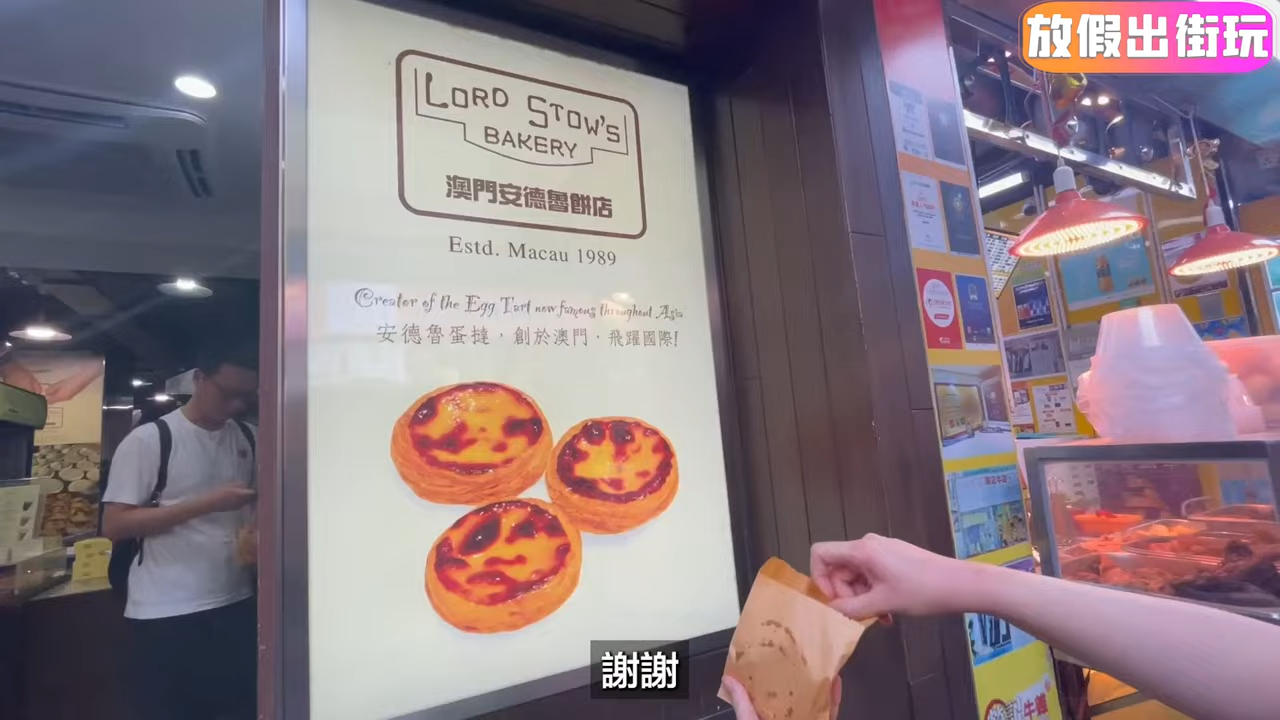 放假出街玩
LORD STOW'S
BAKERY
澳門安德魯餅店
Estd. Macau 1989
Creator of the Egg Tart now famous throughout Asia
安德魯蛋撻，創於澳門·飛躍國際!
謝謝